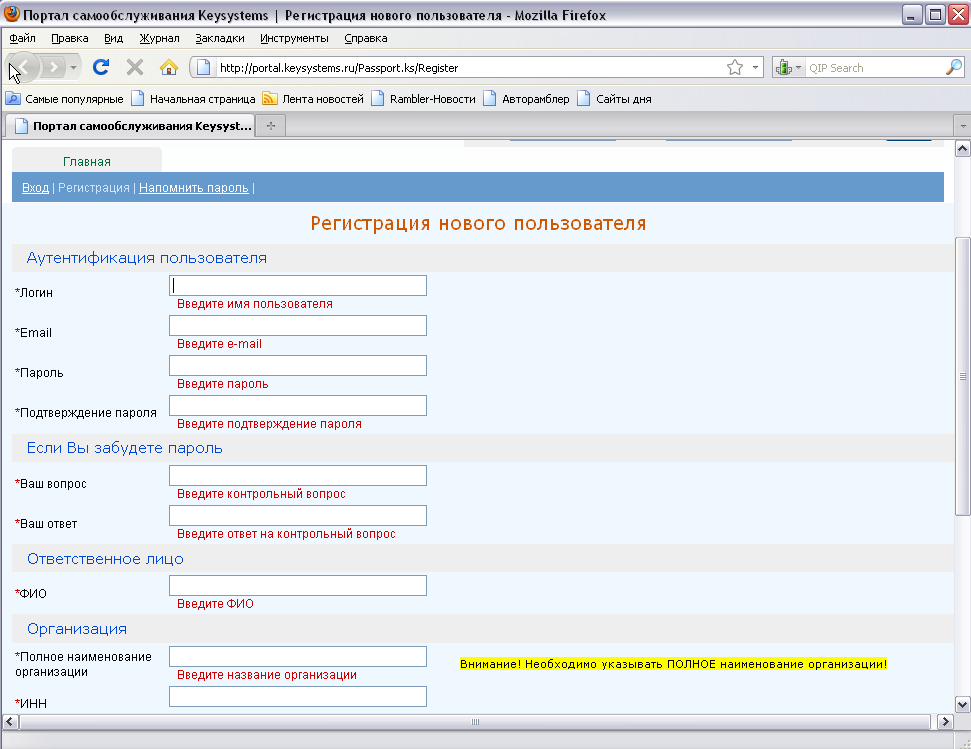 Портал самообслуживания Keysystems | Регистрация нового пользователя - Mozilla Firefox
Файл Правка Вид Журнал Закладки Инструменты Справка
http://portal.keysystems.ru/Passport.ks/Register QIP Search
Самые популярные Начальная страница Лента новостей Rambler-Новости Авторамблер Сайты дня
Портал самообслуживания Keysyst...
Главная
Вход | Регистрация | Напомнить пароль |
Регистрация нового пользователя
Аутентификация пользователя
*Логин
Введите имя пользователя
*Email
Введите e-mail
*Пароль
Введите пароль
*Подтверждение пароля
Введите подтверждение пароля
Если Вы забудете пароль
*Ваш вопрос
Введите контрольный вопрос
*Ваш ответ
Введите ответ на контрольный вопрос
Ответственное лицо
*ФИО
Введите ФИО
Организация
*Полное наименование
организации
Внимание! Необходимо указывать ПОЛНОЕ наименование организации!
Введите название организации
*ИНН